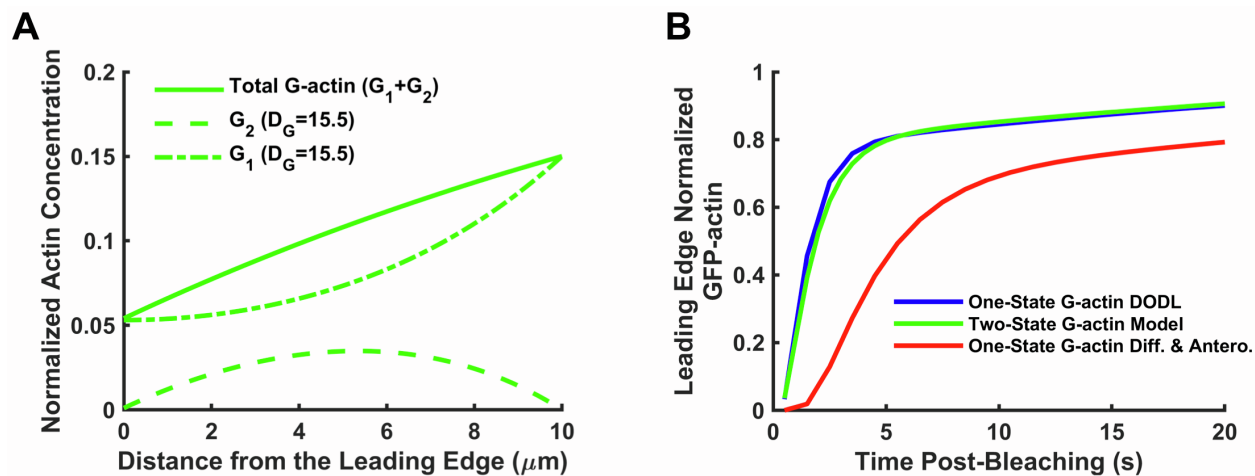 A
Normalized Actin Concentration
0.2
0.15
0.1
0.05
0
Total G-actin (G₁+G₂)
G₂ (D_G=15.5)
G₁ (D_G=15.5)
0 2 4 6 8 10
Distance from the Leading Edge (μm)
B
Leading Edge Normalized
GFP-actin
1
0.8
0.6
0.4
0.2
0
One-State G-actin DODL
Two-State G-actin Model
One-State G-actin Diff. & Antero.
0 5 10 15 20
Time Post-Bleaching (s)